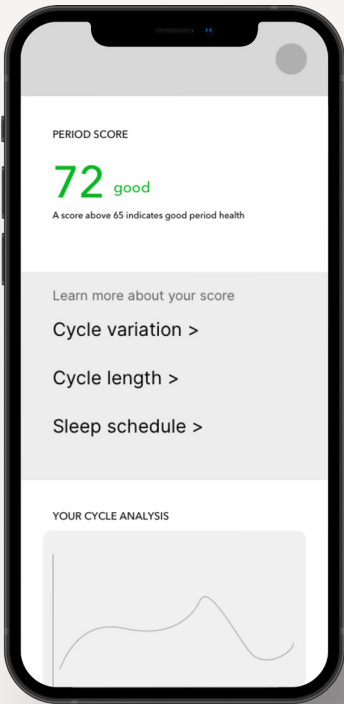 PERIOD SCORE
72 good
A score above 65 indicates good period health
Learn more about your score
Cycle variation >
Cycle length >
Sleep schedule >
YOUR CYCLE ANALYSIS